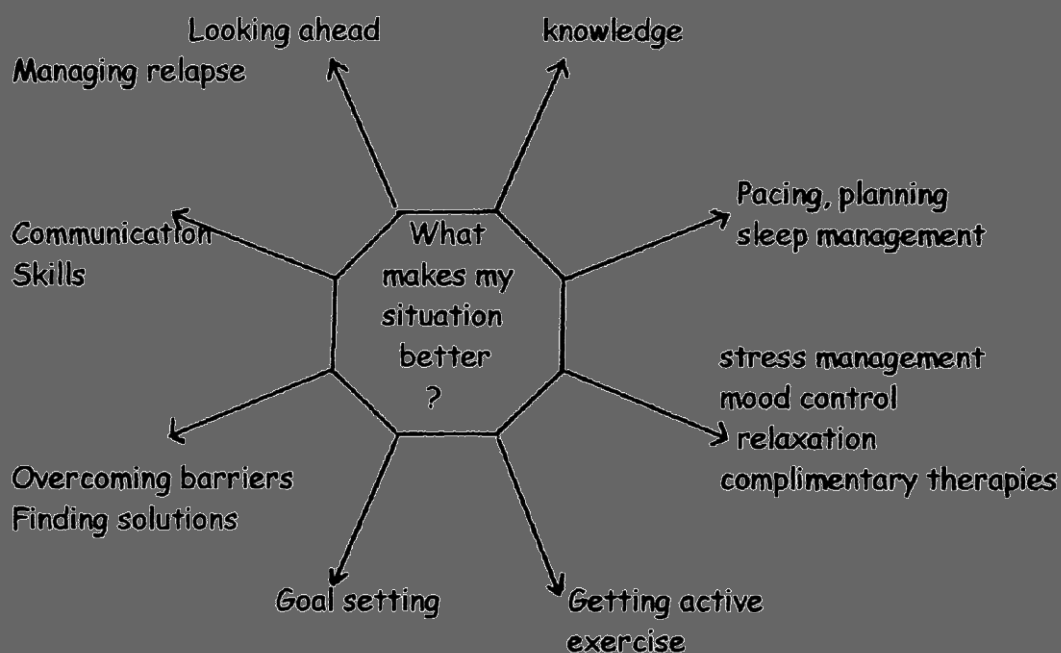 Looking ahead
Managing relapse
knowledge
Pacing, planning
sleep management
stress management
mood control
relaxation
complimentary therapies
Getting active
exercise
Goal setting
Overcoming barriers
Finding solutions
Communication
Skills
What
makes my
situation
better
?